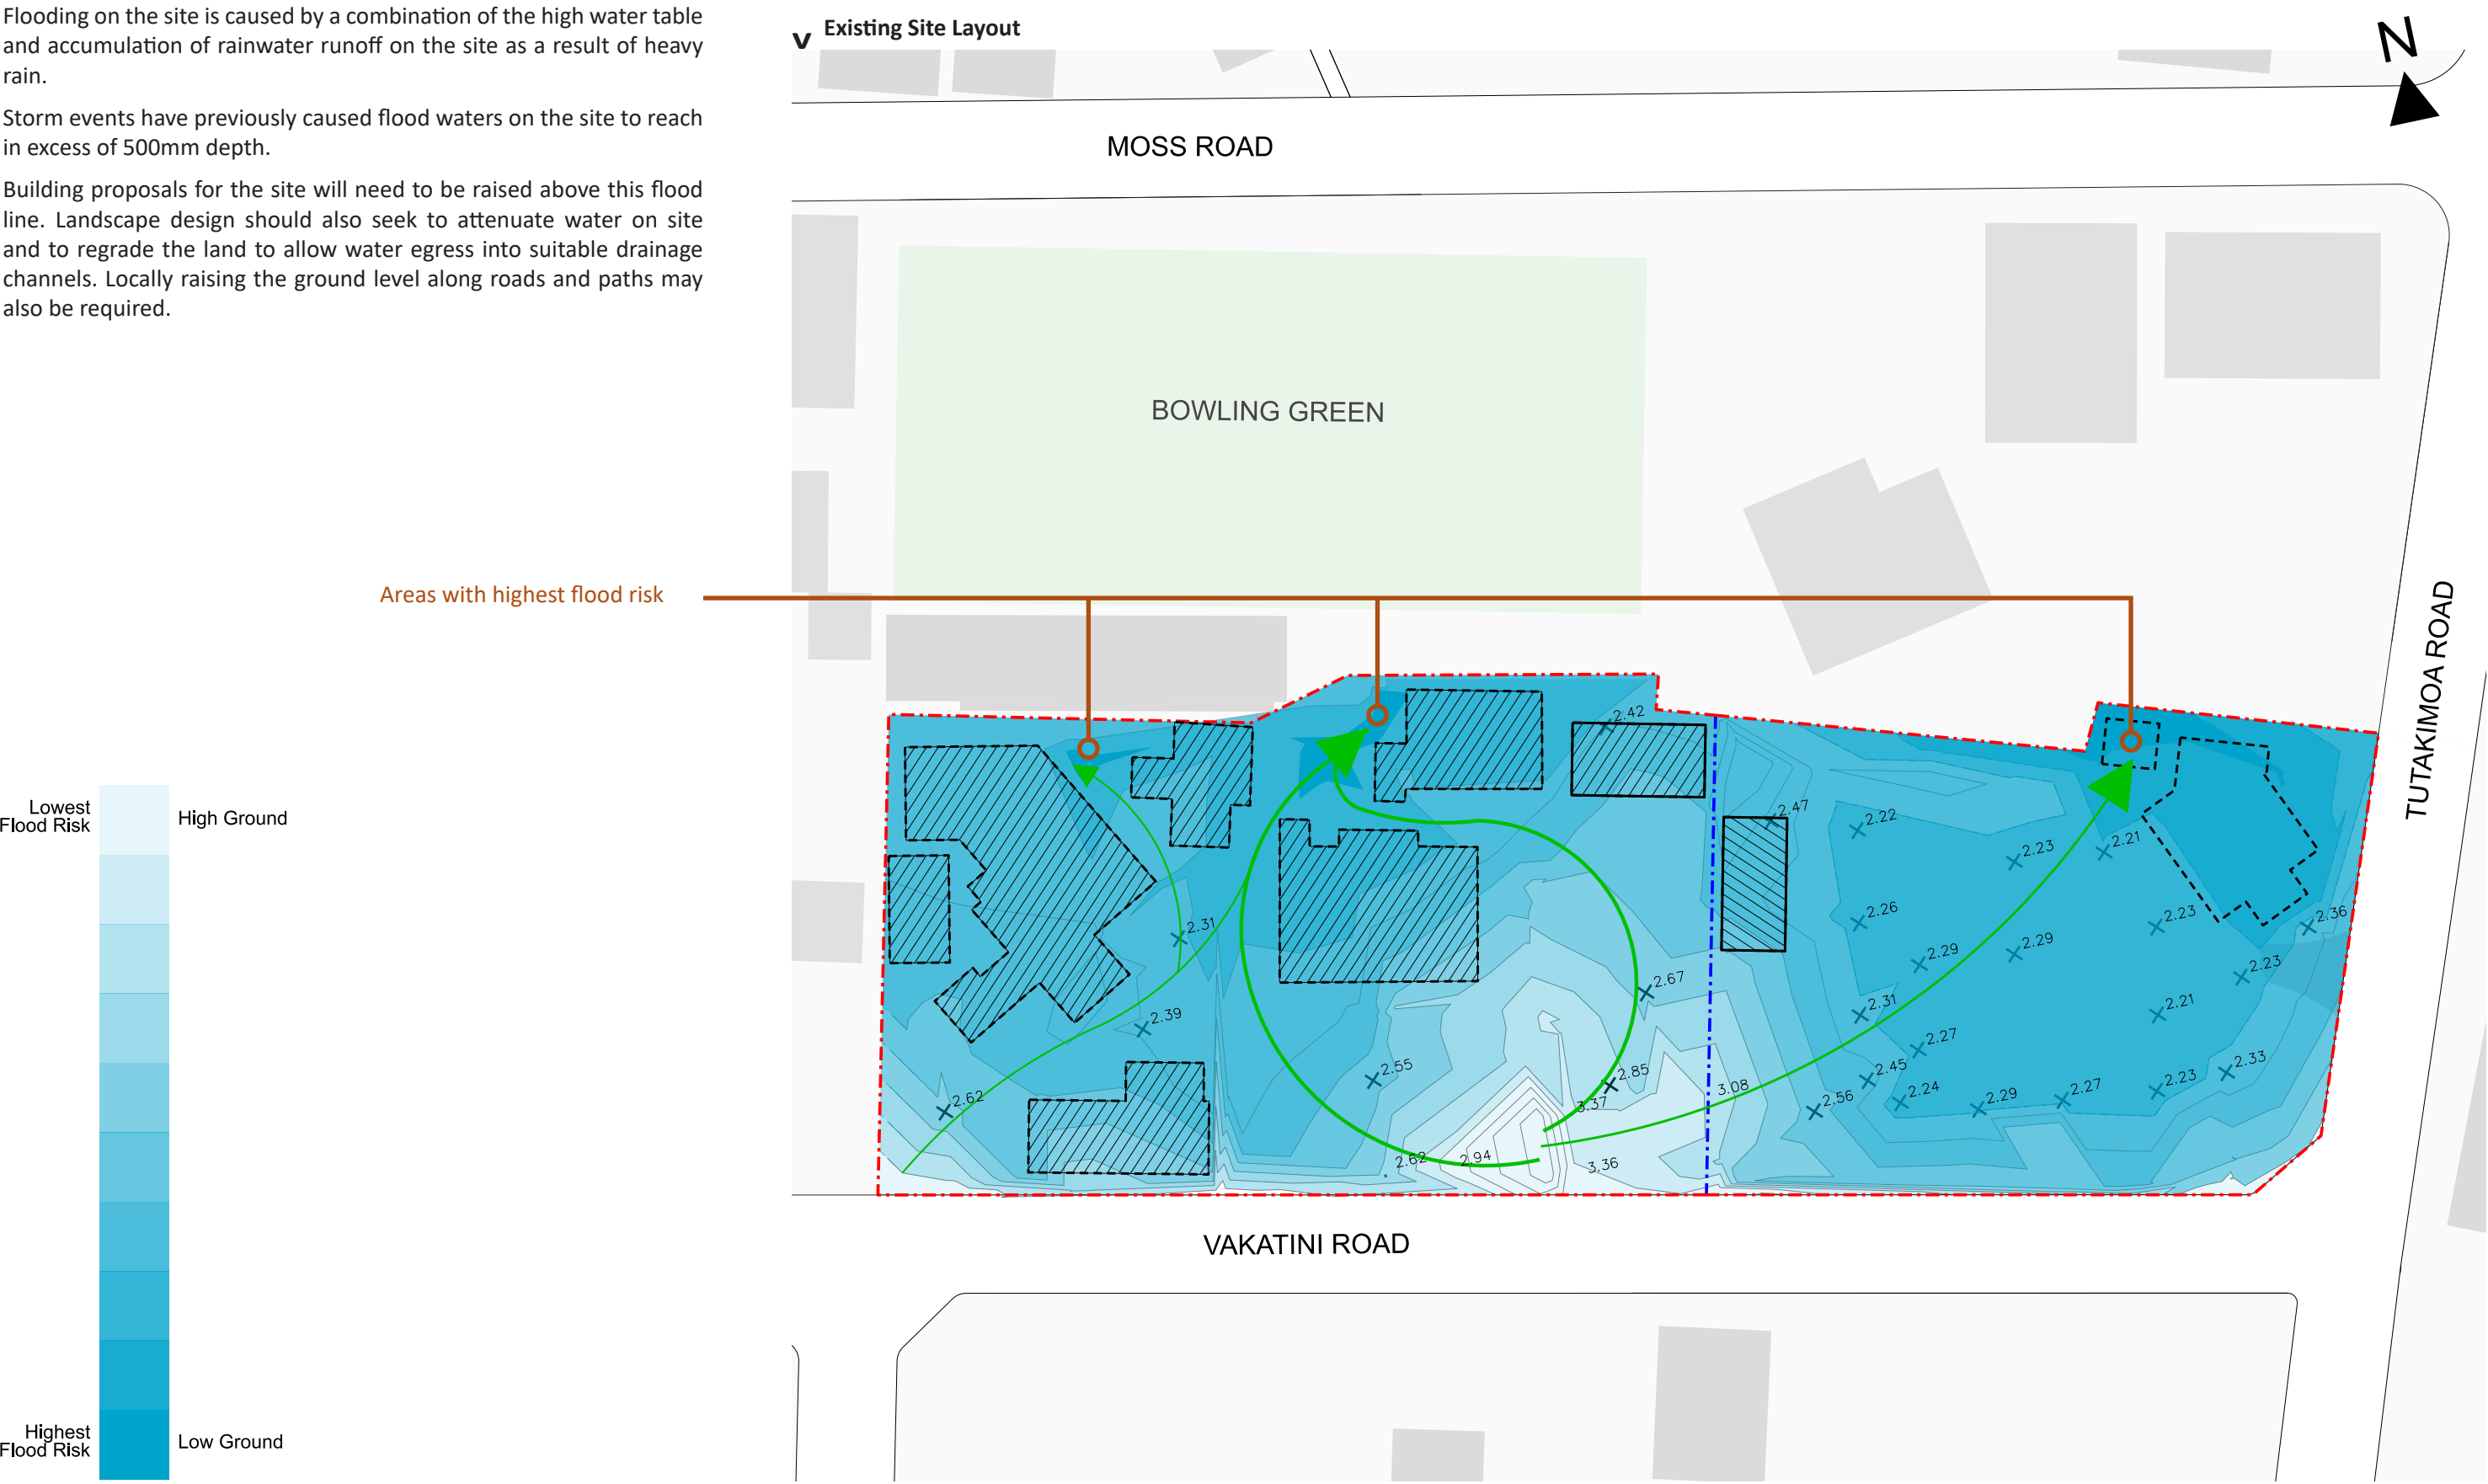 Flooding on the site is caused by a combination of the high water table
and accumulation of rainwater runoff on the site as a result of heavy
rain.
Storm events have previously caused flood waters on the site to reach
in excess of 500mm depth.
Building proposals for the site will need to be raised above this flood
line. Landscape design should also seek to attenuate water on site
and to regrade the land to allow water egress into suitable drainage
channels. Locally raising the ground level along roads and paths may
also be required.
v Existing Site Layout
N
MOSS ROAD
BOWLING GREEN
Areas with highest flood risk
TUTAKIMOA ROAD
2.42
2.47
2.22
2.23
2.21
2.31
2.26
2.29
2.29
2.23
2.36
2.23
2.67
2.39
2.31
2.21
2.27
2.55
2.85
3.08
2.45
2.33
2.62
3.37
2.56
2.24
2.29
2.27
2.23
2.62
2.94
3.36
VAKATINI ROAD
Lowest
Flood Risk
High Ground
Highest
Flood Risk
Low Ground